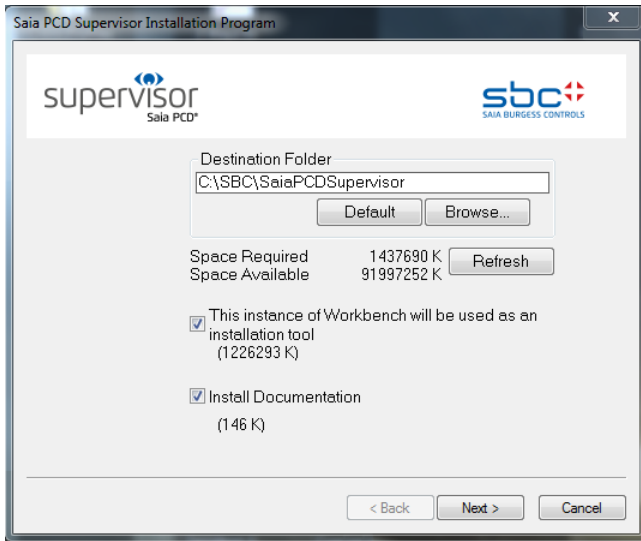 Saia PCD Supervisor Installation Program
x
supervisor
Saia PCD®
sbc
SAIA BURGESS CONTROLS
Destination Folder
C:\SBC\SaiaPCDSupervisor
Default
Browse...
Space Required 1437690 K
Space Available 91997252 K
Refresh
This instance of Workbench will be used as an
installation tool
(1226293 K)
Install Documentation
(146 K)
< Back
Next >
Cancel